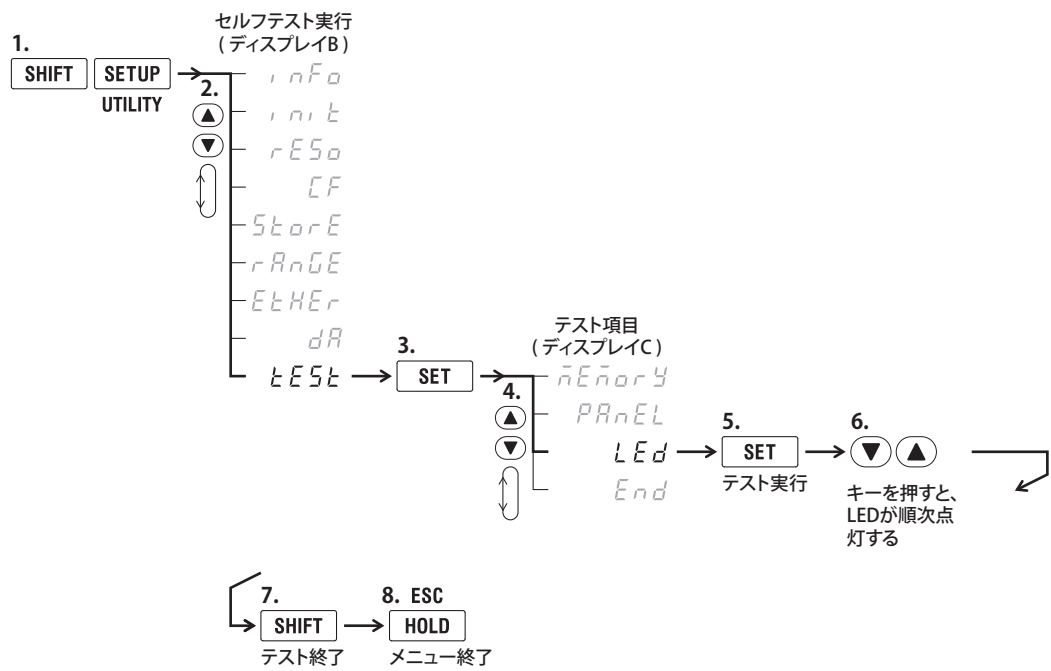 セルフテスト実行
( ディスプレイB )
1.
SHIFT SETUP
UTILITY
2.
inFo
init
rESo
CF
StorE
rAnGE
EtHEr
dA
tESt
3.
SET
テスト項目
( ディスプレイC )
4.
mEmorY
PAnEL
LEd
End
5.
SET
テスト実行
6.
キーを押すと、
LEDが順次点
灯する
7.
SHIFT
テスト終了
8. ESC
HOLD
メニュー終了